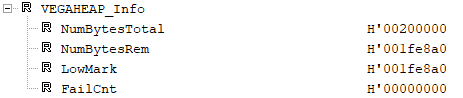 VEGAHEAP_Info
NumBytesTotal H'00200000
NumBytesRem H'001fe8a0
LowMark H'001fe8a0
FailCnt H'00000000